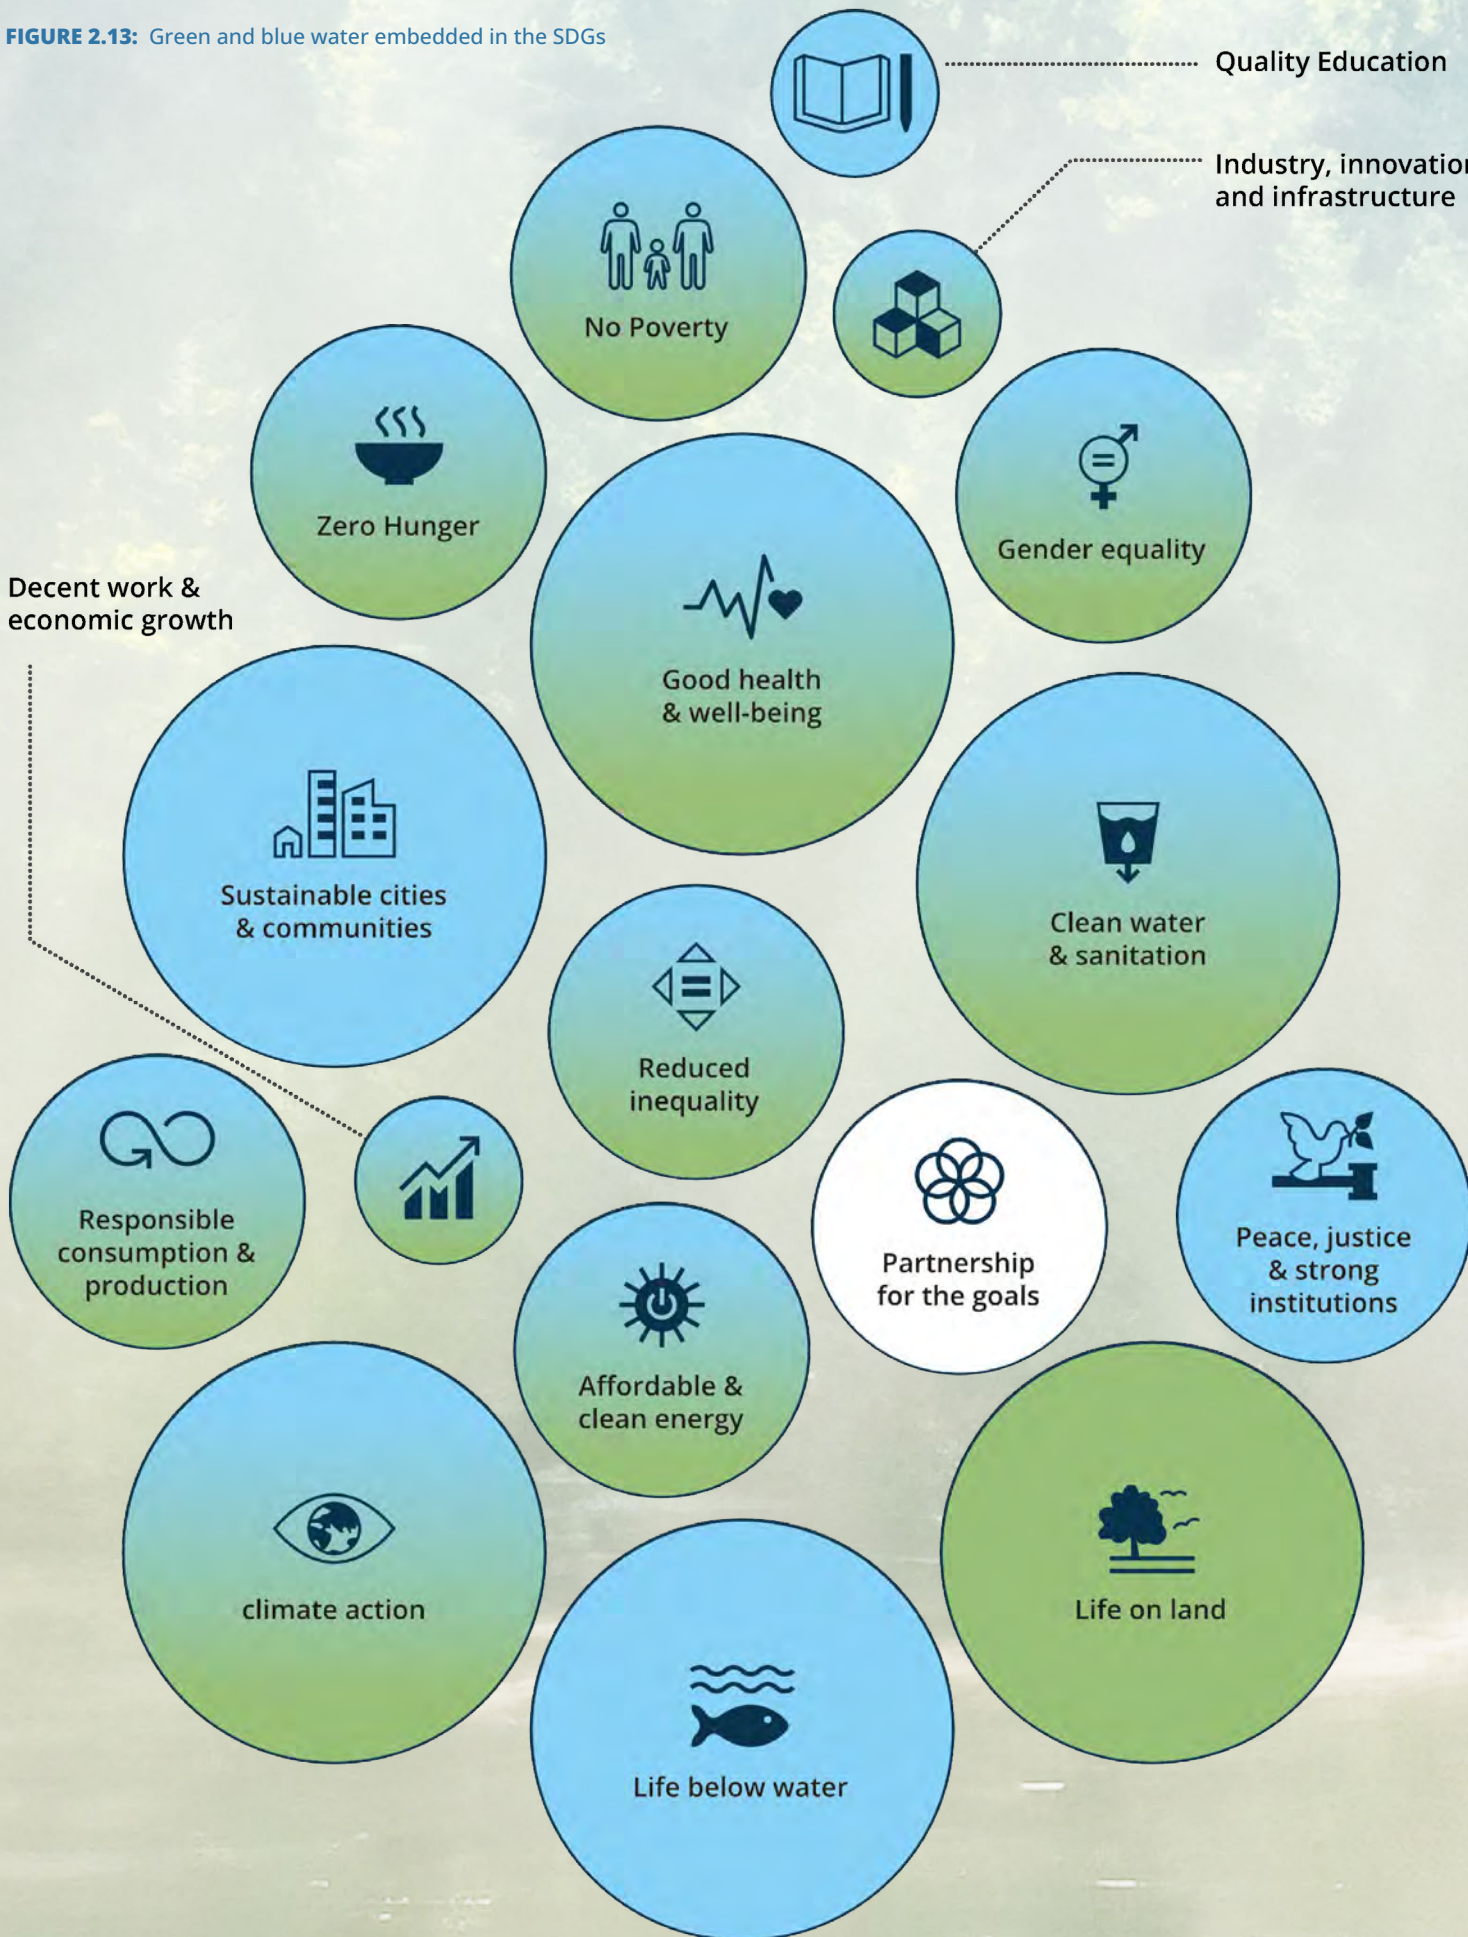 FIGURE 2.13: Green and blue water embedded in the SDGs
Quality Education
Industry, innovation
and infrastructure
No Poverty
Zero Hunger
Gender equality
Decent work &
economic growth
Good health
& well-being
Sustainable cities
& communities
Clean water
& sanitation
Reduced
inequality
Responsible
consumption &
production
Partnership
for the goals
Peace, justice
& strong
institutions
Affordable &
clean energy
climate action
Life on land
Life below water